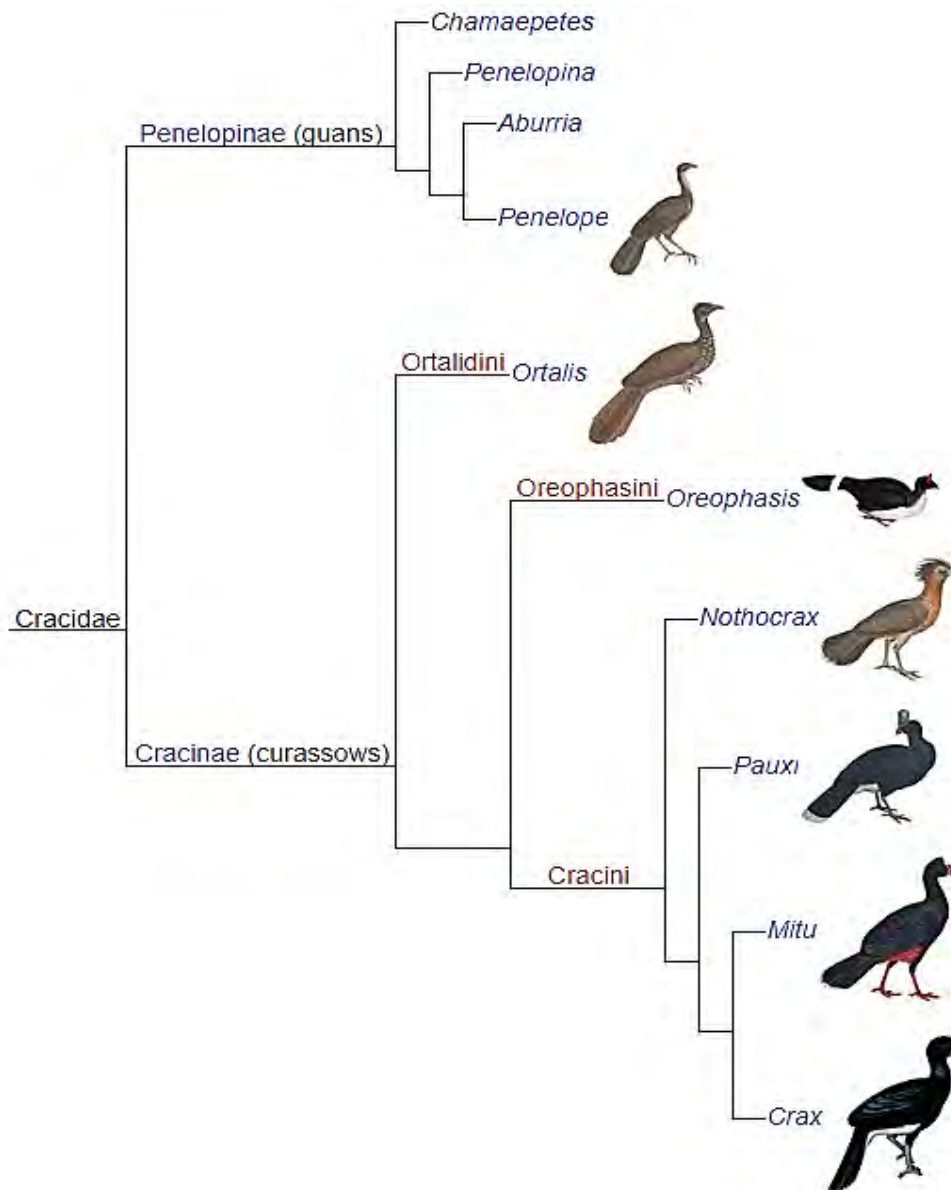 Chamaepetes
Penelopina
Aburria
Penelopinae (guans)
Penelope
Ortalidini
Ortalis
Oreophasini
Oreophasis
Cracidae
Nothocrax
Cracinae (curassows)
Pauxi
Cracini
Mitu
Crax